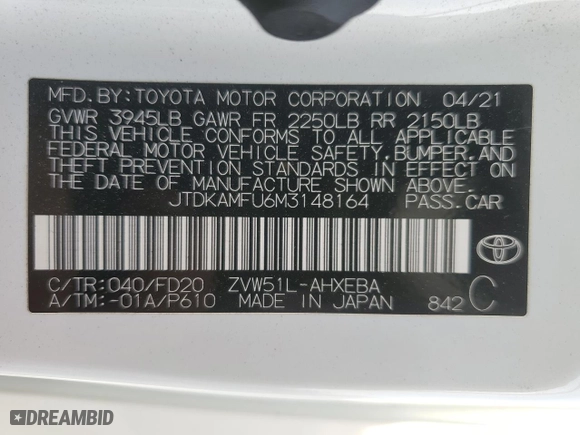 MFD. BY: TOYOTA MOTOR CORPORATION 04/21
GVWR 3945LB GAWR FR 2250LB RR 2150LB
THIS VEHICLE CONFORMS TO ALL APPLICABLE
FEDERAL MOTOR VEHICLE SAFETY, BUMPER, AND
THEFT PREVENTION STANDARDS IN EFFECT ON
THE DATE OF MANUFACTURE SHOWN ABOVE.
JTDKAMFU6M3148164 PASS. CAR
C/TR: 040/FD20 ZVW51L-AHXEBA
A/TM: -01A/P610 MADE IN JAPAN 842 C
DREAMBID